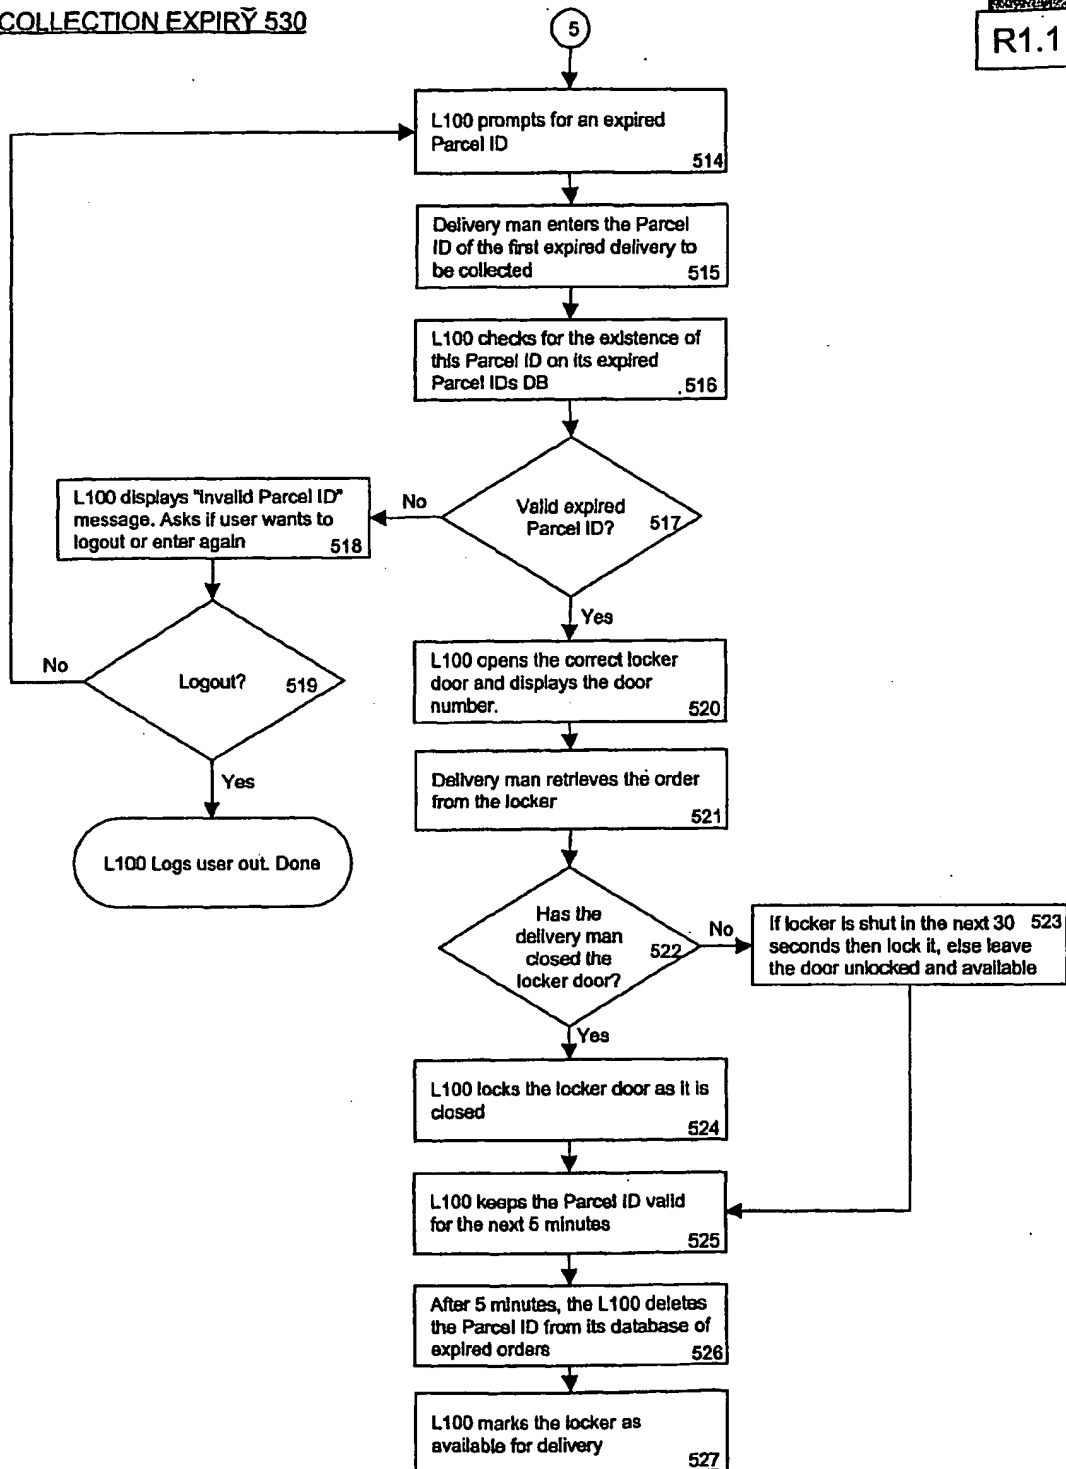 COLLECTION EXPIRY 530
5
R1.1
L100 prompts for an expired
Parcel ID
514
Delivery man enters the Parcel
ID of the first expired delivery to
be collected
515
L100 checks for the existence of
this Parcel ID on its expired
Parcel IDs DB
516
Valid expired
Parcel ID?
517
No
Yes
L100 displays "Invalid Parcel ID"
message. Asks if user wants to
logout or enter again
518
Logout?
519
No
Yes
L100 Logs user out. Done
L100 opens the correct locker
door and displays the door
number.
520
Delivery man retrieves the order
from the locker
521
Has the
delivery man
closed the
locker door?
522
No
Yes
If locker is shut in the next 30
seconds then lock it, else leave
the door unlocked and available
523
L100 locks the locker door as it is
closed
524
L100 keeps the Parcel ID valid
for the next 5 minutes
525
After 5 minutes, the L100 deletes
the Parcel ID from its database of
expired orders
526
L100 marks the locker as
available for delivery
527